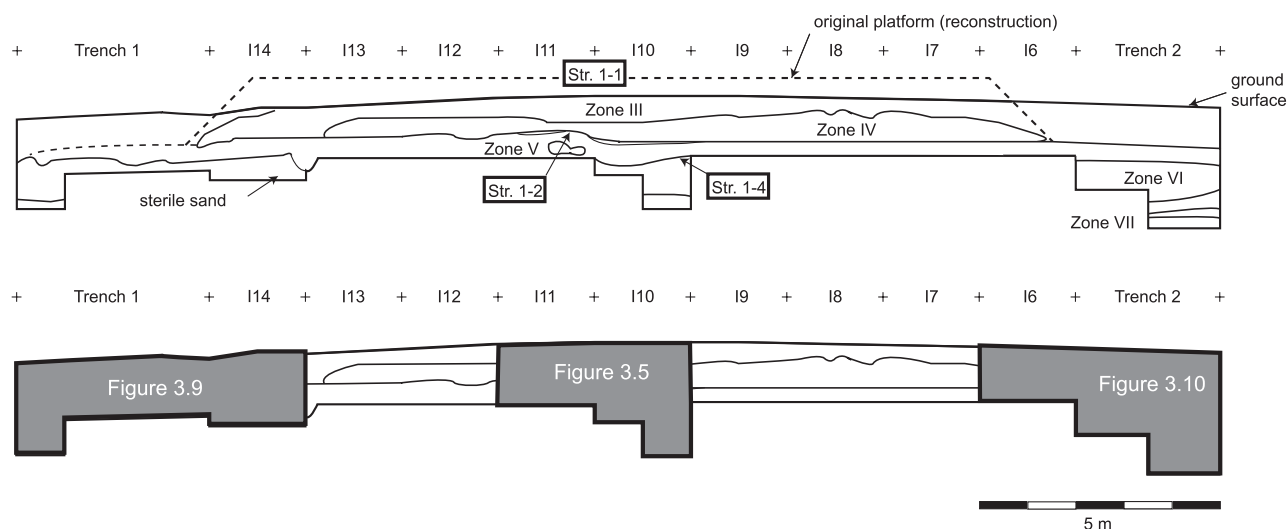 original platform (reconstruction)
+ Trench 1 + I14 + I13 + I12 + I11 + I10 + I9 + I8 + I7 + I6 + Trench 2 +
Str. 1-1
ground
surface
Zone III
Zone IV
Zone V
Str. 1-2
Str. 1-4
sterile sand
Zone VI
Zone VII
+ Trench 1 + I14 + I13 + I12 + I11 + I10 + I9 + I8 + I7 + I6 + Trench 2 +
Figure 3.9
Figure 3.5
Figure 3.10
5 m